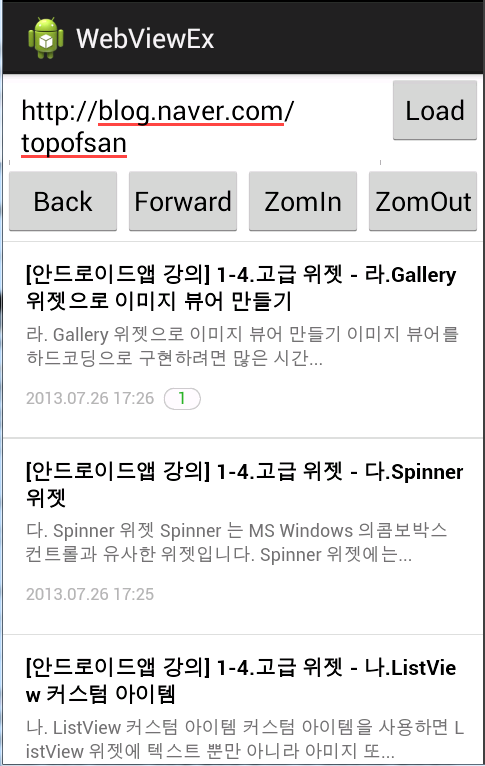 WebViewEx
http://blog.naver.com/
topofsan
Load
Back Forward ZomIn ZomOut
[안드로이드앱 강의] 1-4.고급 위젯 - 라.Gallery
위젯으로 이미지 뷰어 만들기
라. Gallery 위젯으로 이미지 뷰어 만들기 이미지 뷰어를
하드코딩으로 구현하려면 많은 시간...
2013.07.26 17:26 1
[안드로이드앱 강의] 1-4.고급 위젯 - 다.Spinner
위젯
다. Spinner 위젯 Spinner 는 MS Windows 의콤보박스
컨트롤과 유사한 위젯입니다. Spinner 위젯에는...
2013.07.26 17:25
[안드로이드앱 강의] 1-4.고급 위젯 - 나.ListVie
w 커스텀 아이템
나. ListView 커스텀 아이템 커스텀 아이템을 사용하면 L
istView 위젯에 텍스트 뿐만 아니라 아미지 또...